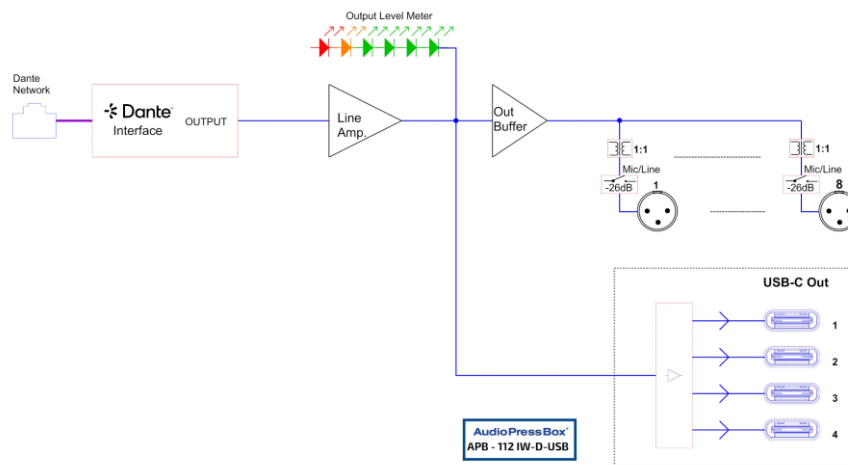 Output Level Meter
Dante
Network
Dante™
Interface
OUTPUT
Line
Amp.
Out
Buffer
1:1
1:1
Mic/Line
-26dB
1
Mic/Line
-26dB
8
USB-C Out
1
2
3
4
AudioPressBox®
APB - 112 IW-D-USB